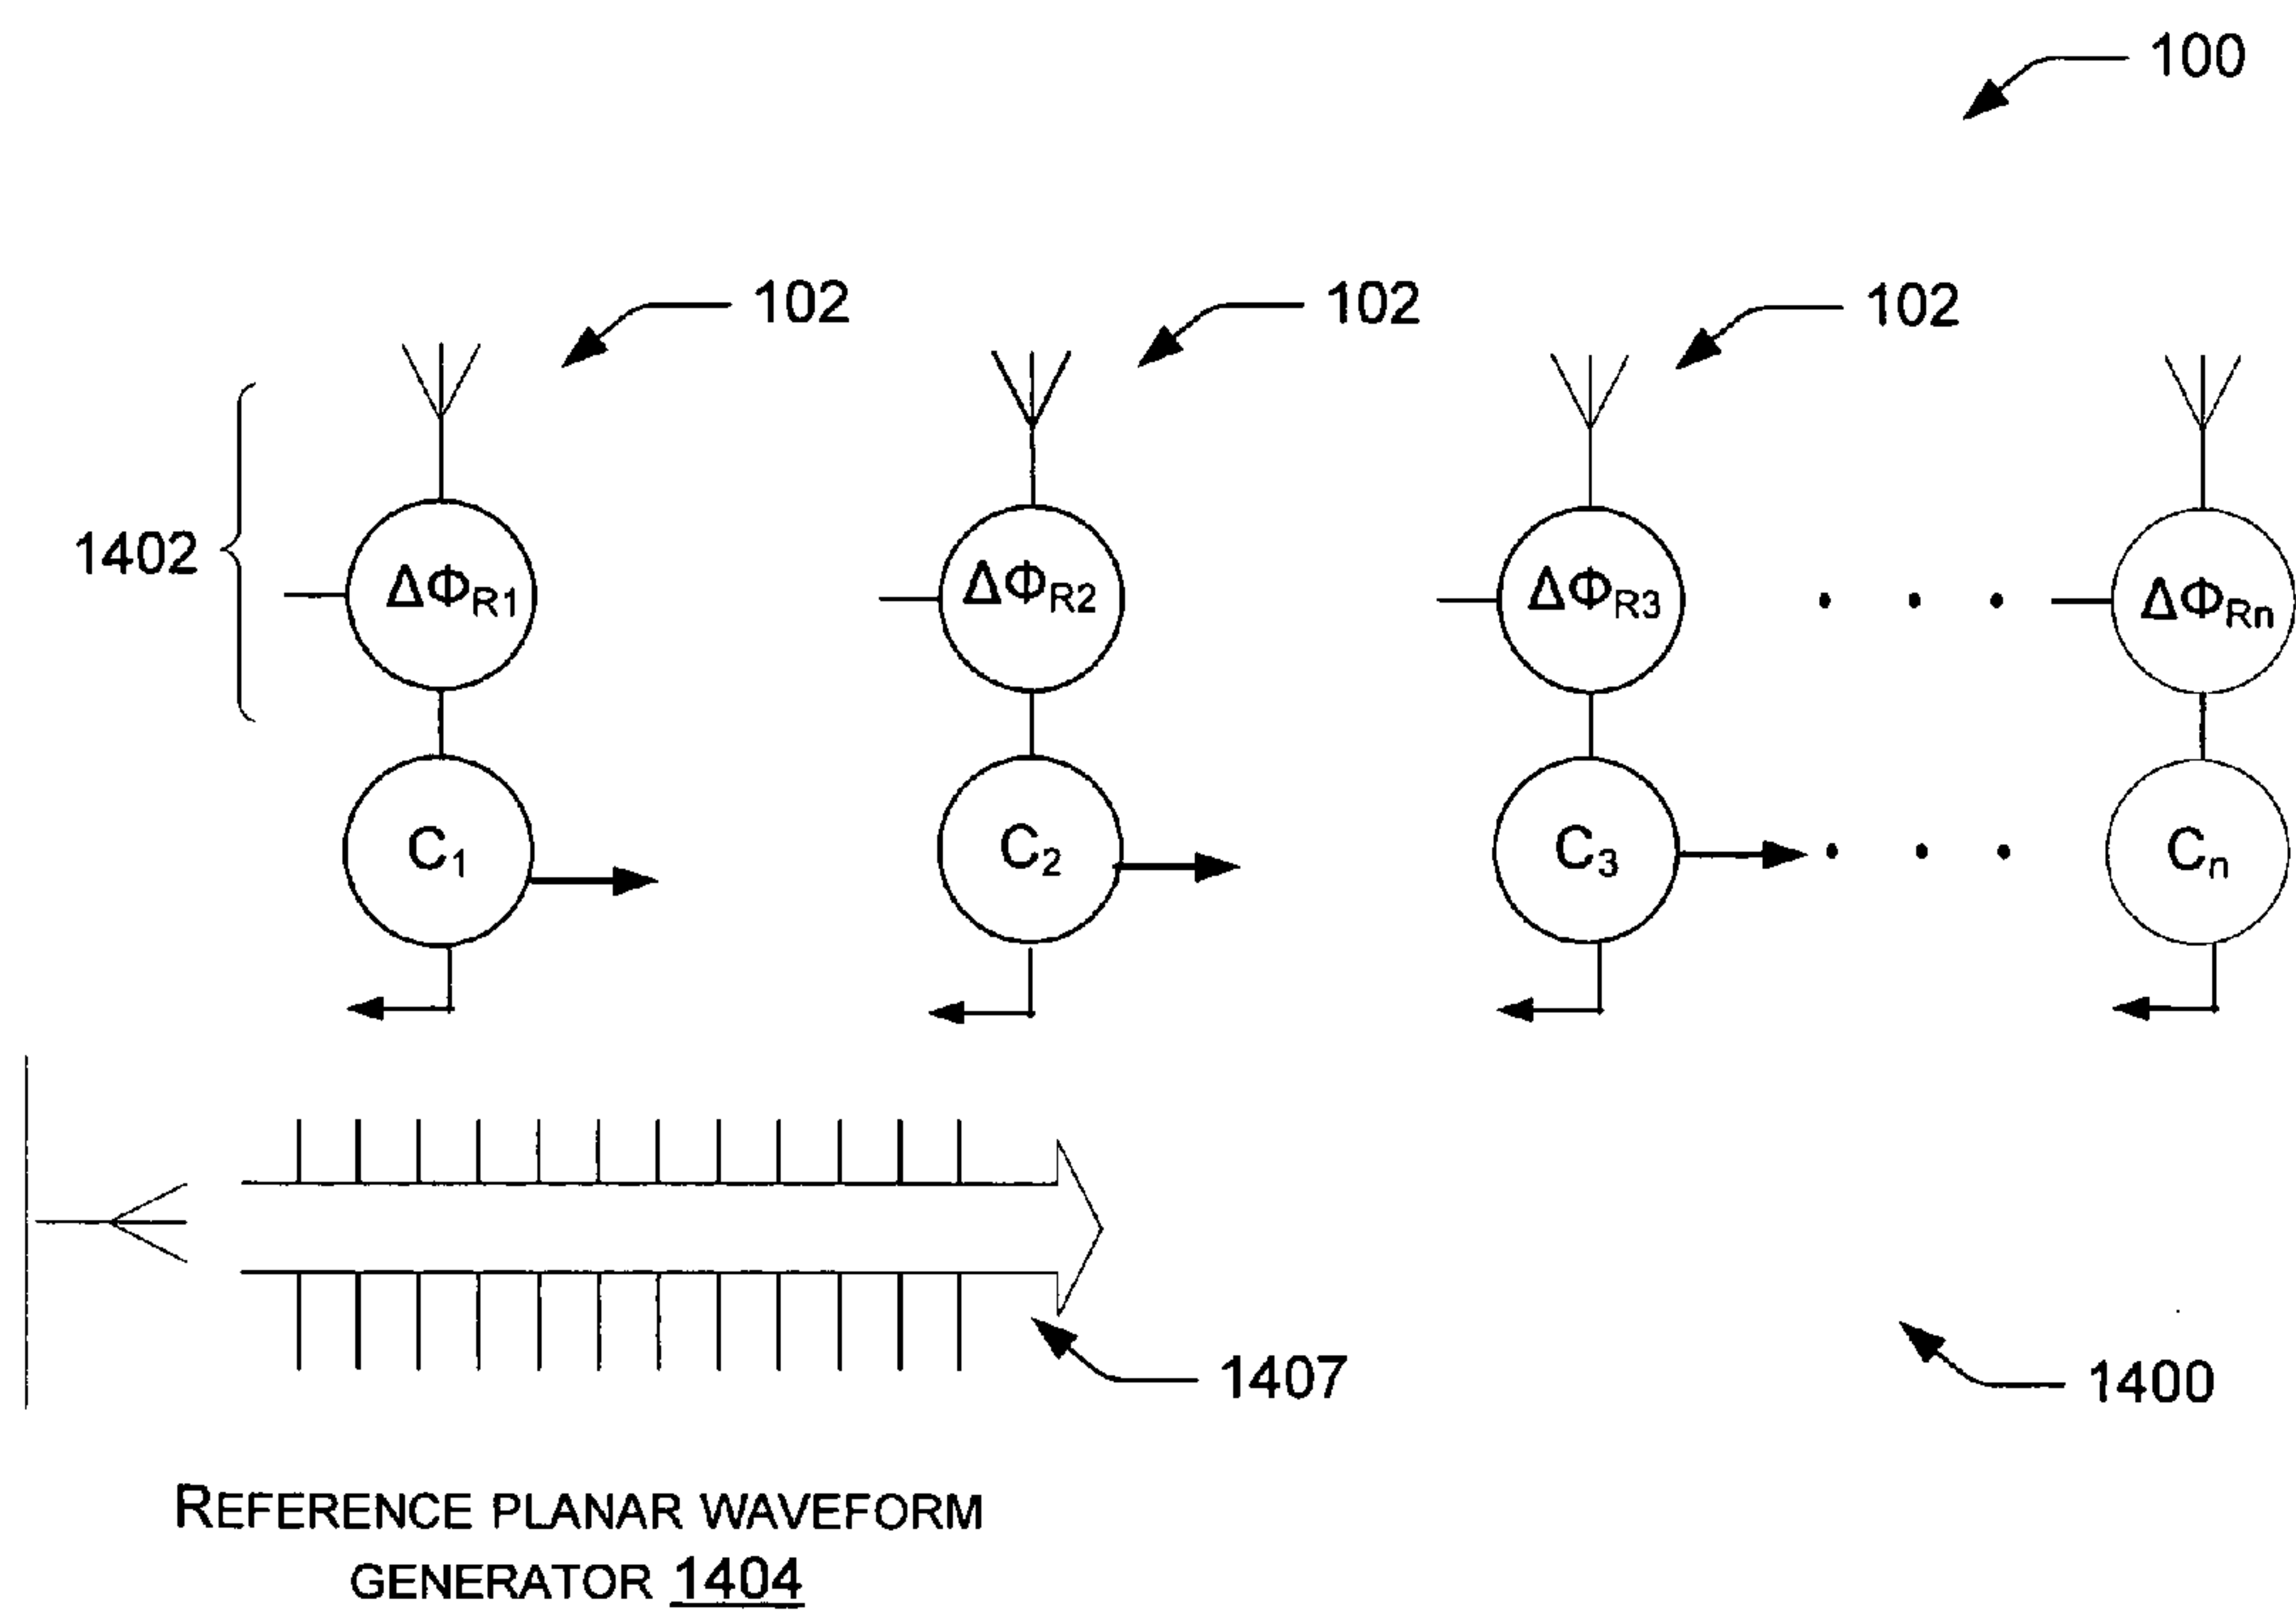 100
102
102
102
1402
ΔΦR1
ΔΦR2
ΔΦR3
• • •
ΔΦRn
C1
C2
C3
• • •
Cn
1407
1400
REFERENCE PLANAR WAVEFORM
GENERATOR 1404